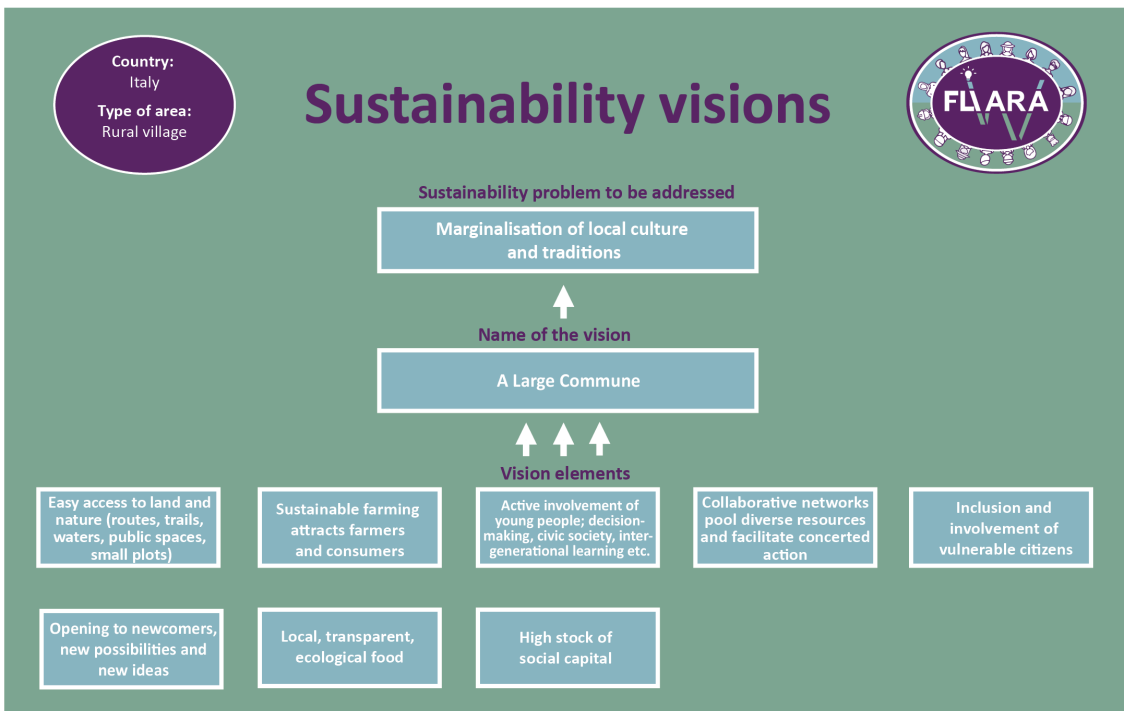 Country:
Italy
Type of area:
Rural village
Sustainability visions
FLIARA
Sustainability problem to be addressed
Marginalisation of local culture
and traditions
Name of the vision
A Large Commune
Vision elements
Easy access to land and
nature (routes, trails,
waters, public spaces,
small plots)
Sustainable farming
attracts farmers
and consumers
Active involvement of
young people; decision-
making, civic society, inter-
generational learning etc.
Collaborative networks
pool diverse resources
and facilitate concerted
action
Inclusion and
involvement of
vulnerable citizens
Opening to newcomers,
new possibilities and
new ideas
Local, transparent,
ecological food
High stock of
social capital